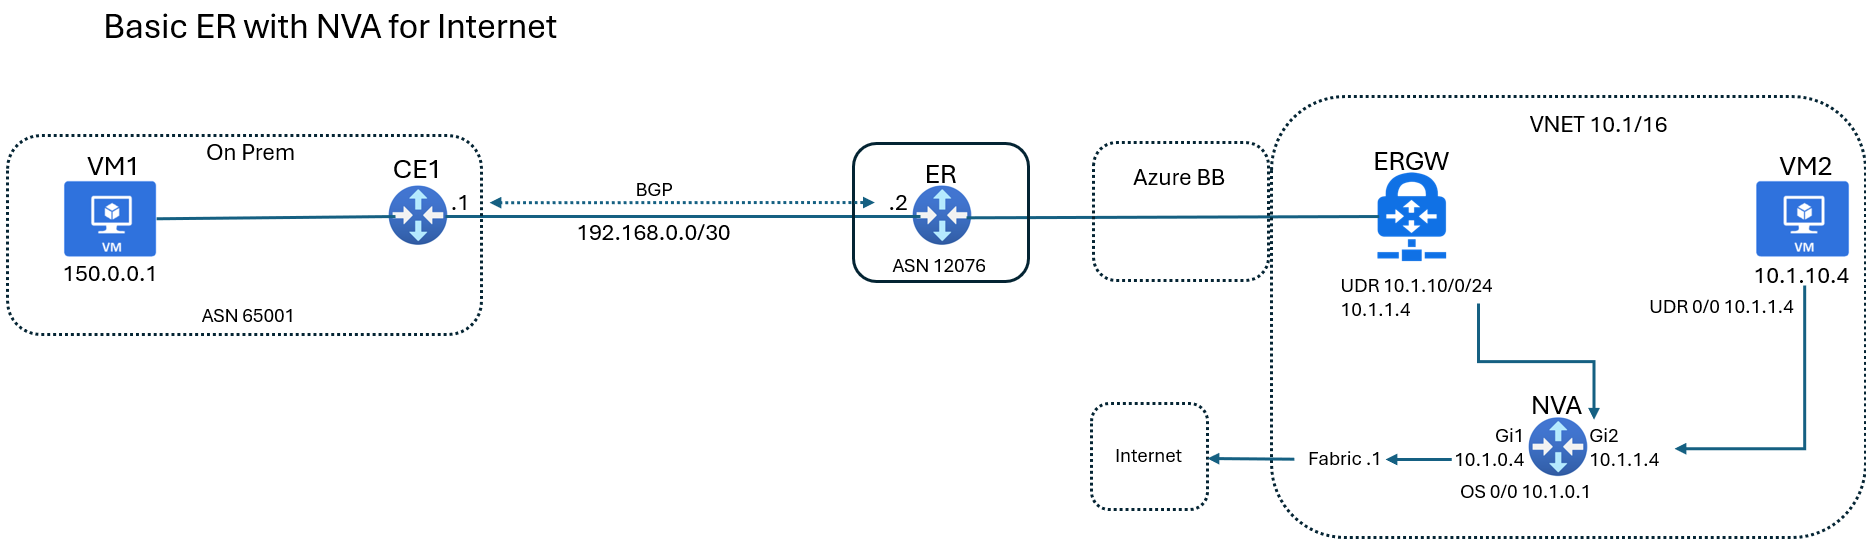 Basic ER with NVA for Internet
On Prem
VM1
VM
150.0.0.1
CE1
.1
ASN 65001
BGP
192.168.0.0/30
ER
.2
ASN 12076
Azure BB
VNET 10.1/16
ERGW
UDR 10.1.10/0/24
10.1.1.4
VM2
VM
10.1.10.4
UDR 0/0 10.1.1.4
NVA
Gi1
10.1.0.4
Gi2
10.1.1.4
OS 0/0 10.1.0.1
Fabric .1
Internet